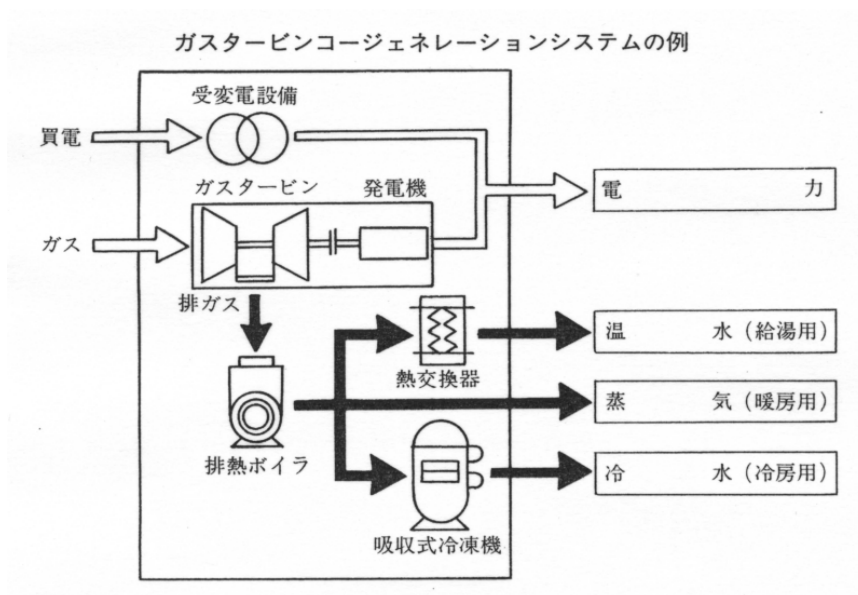 ガスタービンコージェネレーションシステムの例
受変電設備
買電
ガスタービン
発電機
電力
ガス
排ガス
温水（給湯用）
熱交換器
蒸気（暖房用）
排熱ボイラ
冷水（冷房用）
吸収式冷凍機